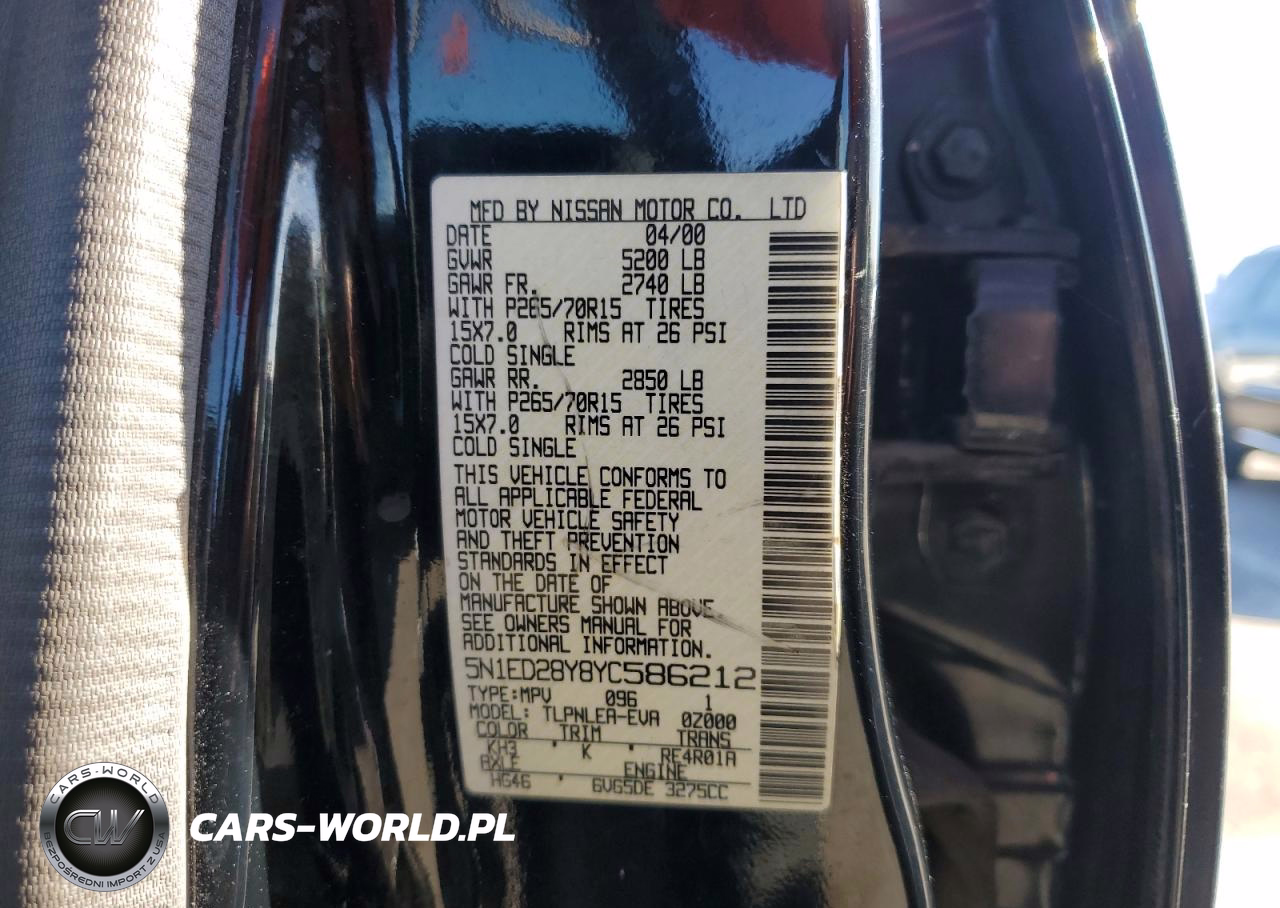 MFD BY NISSAN MOTOR CO. LTD
DATE 04/00
GVWR 5200 LB
GAWR FR. 2740 LB
WITH P265/70R15 TIRES
15X7.0 RIMS AT 26 PSI
COLD SINGLE
GAWR RR. 2850 LB
WITH P265/70R15 TIRES
15X7.0 RIMS AT 26 PSI
COLD SINGLE
THIS VEHICLE CONFORMS TO
ALL APPLICABLE FEDERAL
MOTOR VEHICLE SAFETY
AND THEFT PREVENTION
STANDARDS IN EFFECT
ON THE DATE OF
MANUFACTURE SHOWN ABOVE.
SEE OWNERS MANUAL FOR
ADDITIONAL INFORMATION.
5N1ED28Y8YC586212
TYPE:MPV 096 1
MODEL: TLPNLEA-EVA 0Z000
COLOR TRIM TRANS
KH3 ' K ' RE4R01A
AXLE ENGINE
HG46 ' 6VG5DE 3275CC
CARS-WORLD
CW
BEZPOŚREDNI IMPORT Z USA
CARS-WORLD.PL